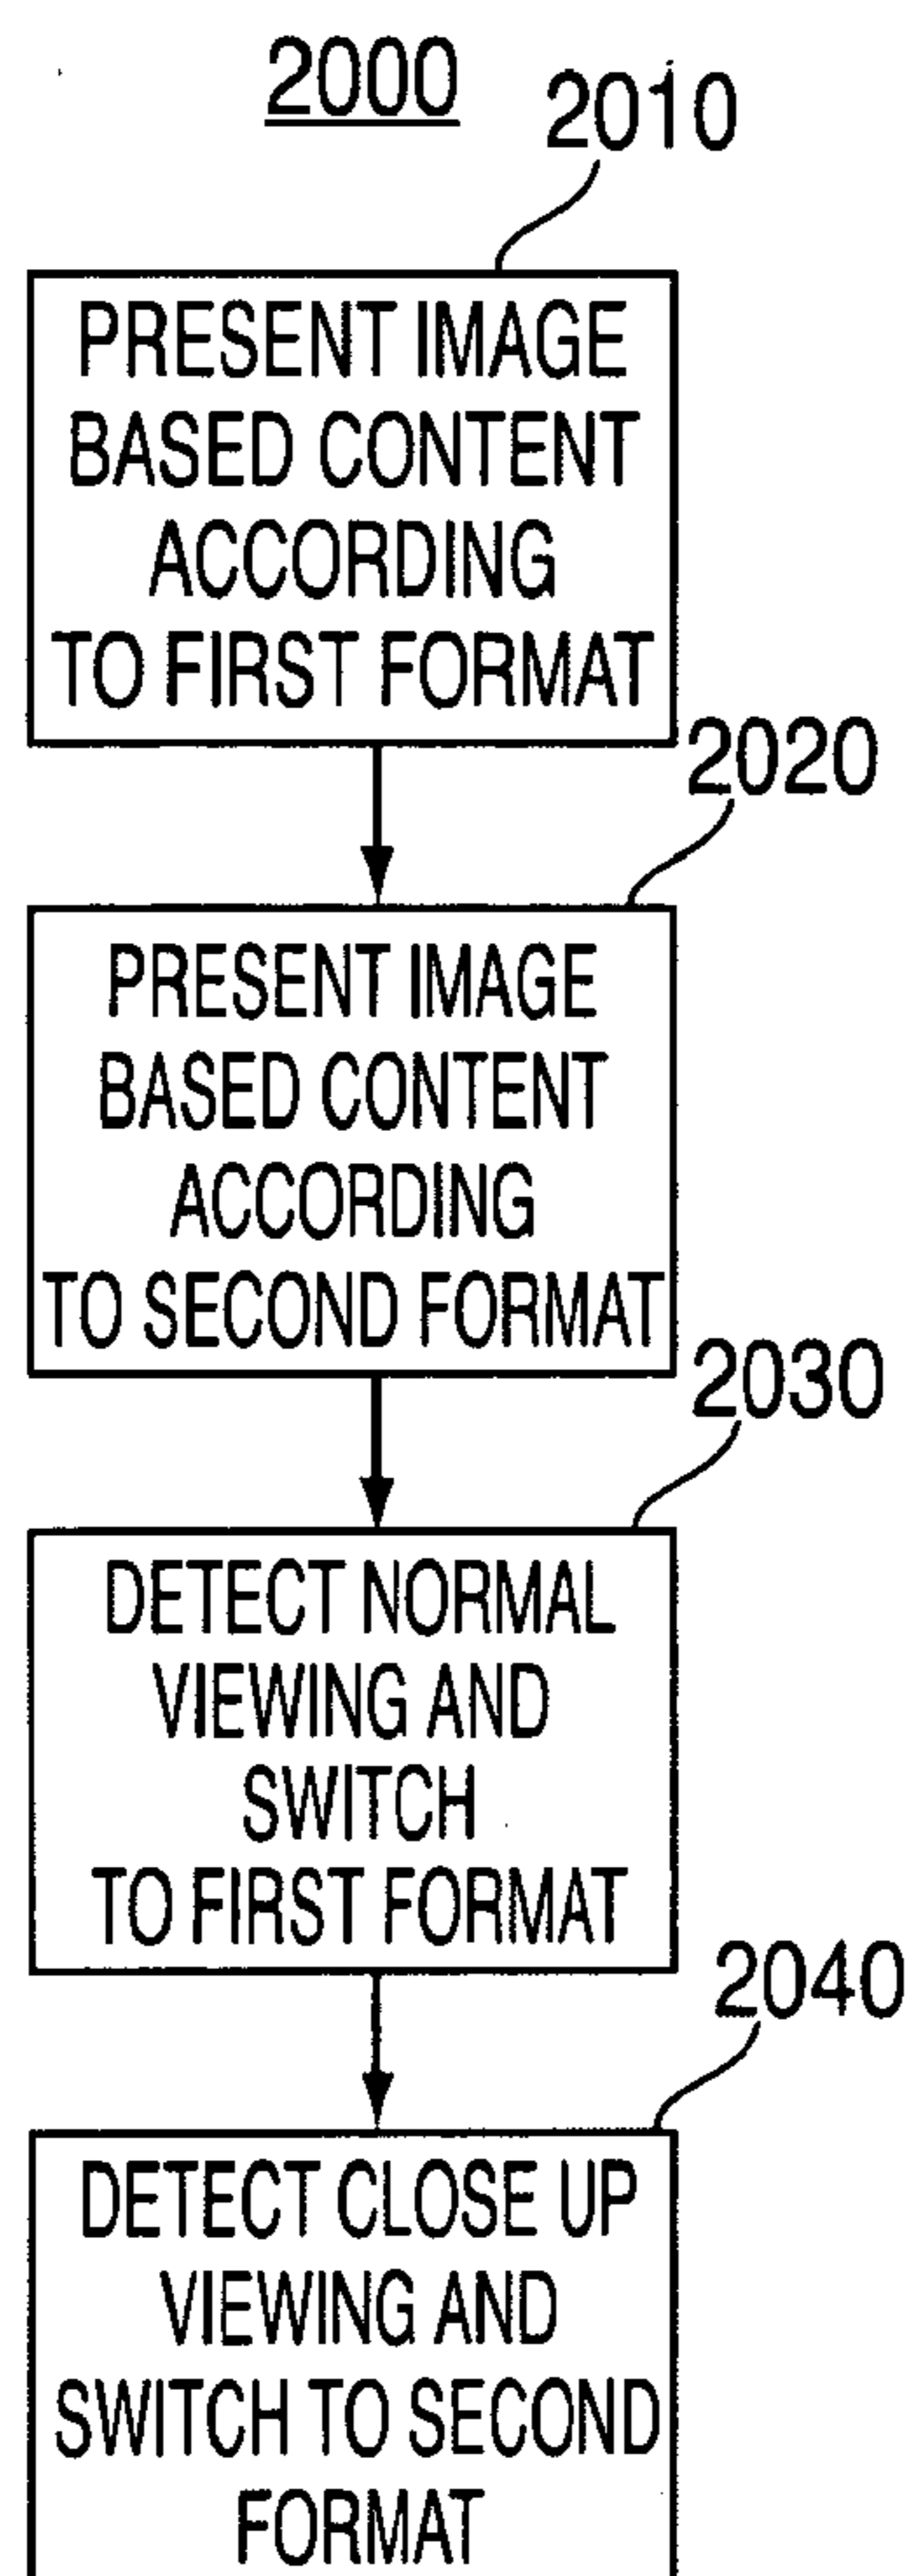 2000
2010
PRESENT IMAGE
BASED CONTENT
ACCORDING
TO FIRST FORMAT
2020
PRESENT IMAGE
BASED CONTENT
ACCORDING
TO SECOND FORMAT
2030
DETECT NORMAL
VIEWING AND
SWITCH
TO FIRST FORMAT
2040
DETECT CLOSE UP
VIEWING AND
SWITCH TO SECOND
FORMAT